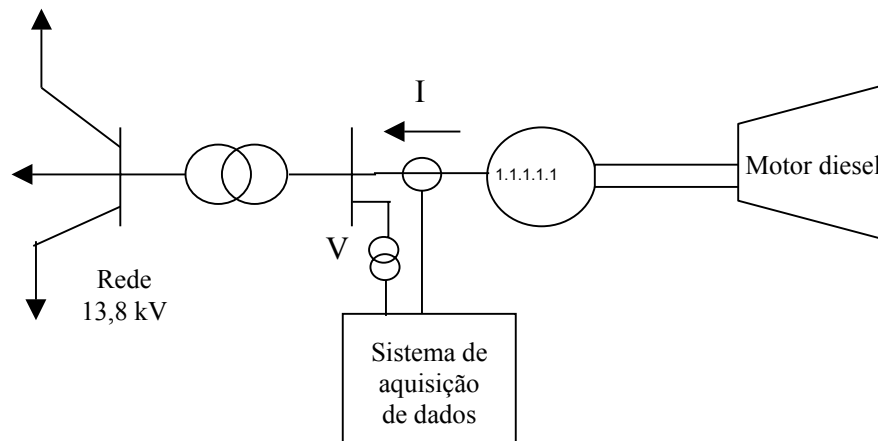 I
1.1.1.1.1
Motor diesel
V
Rede
13,8 kV
Sistema de
aquisição
de dados